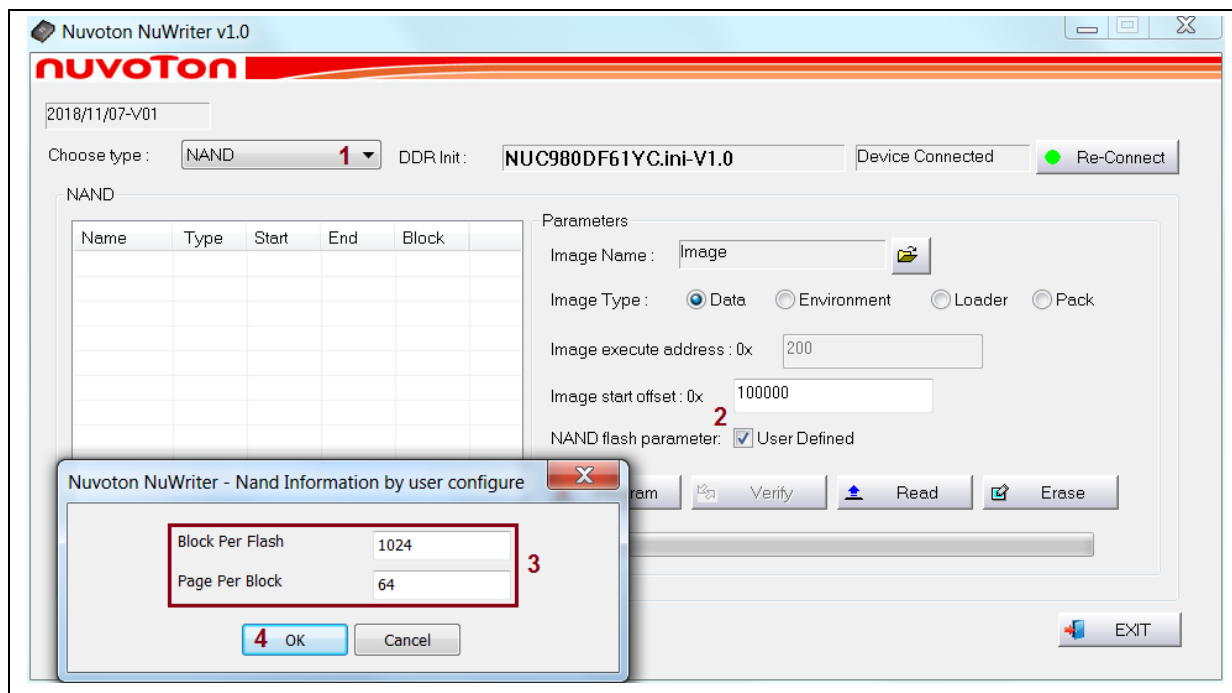 Nuvoton NuWriter v1.0
nuvoTon
2018/11/07-V01
Choose type : NAND 1 DDR Init : NUC980DF61YC.ini-V1.0 Device Connected Re-Connect
NAND
Name Type Start End Block
Parameters
Image Name : Image
Image Type : Data Environment Loader Pack
Image execute address : 0x 200
Image start offset : 0x 100000
2
NAND flash parameter: User Defined
ram Verify Read Erase
Nuvoton NuWriter - Nand Information by user configure
Block Per Flash 1024
3
Page Per Block 64
4 OK Cancel
EXIT